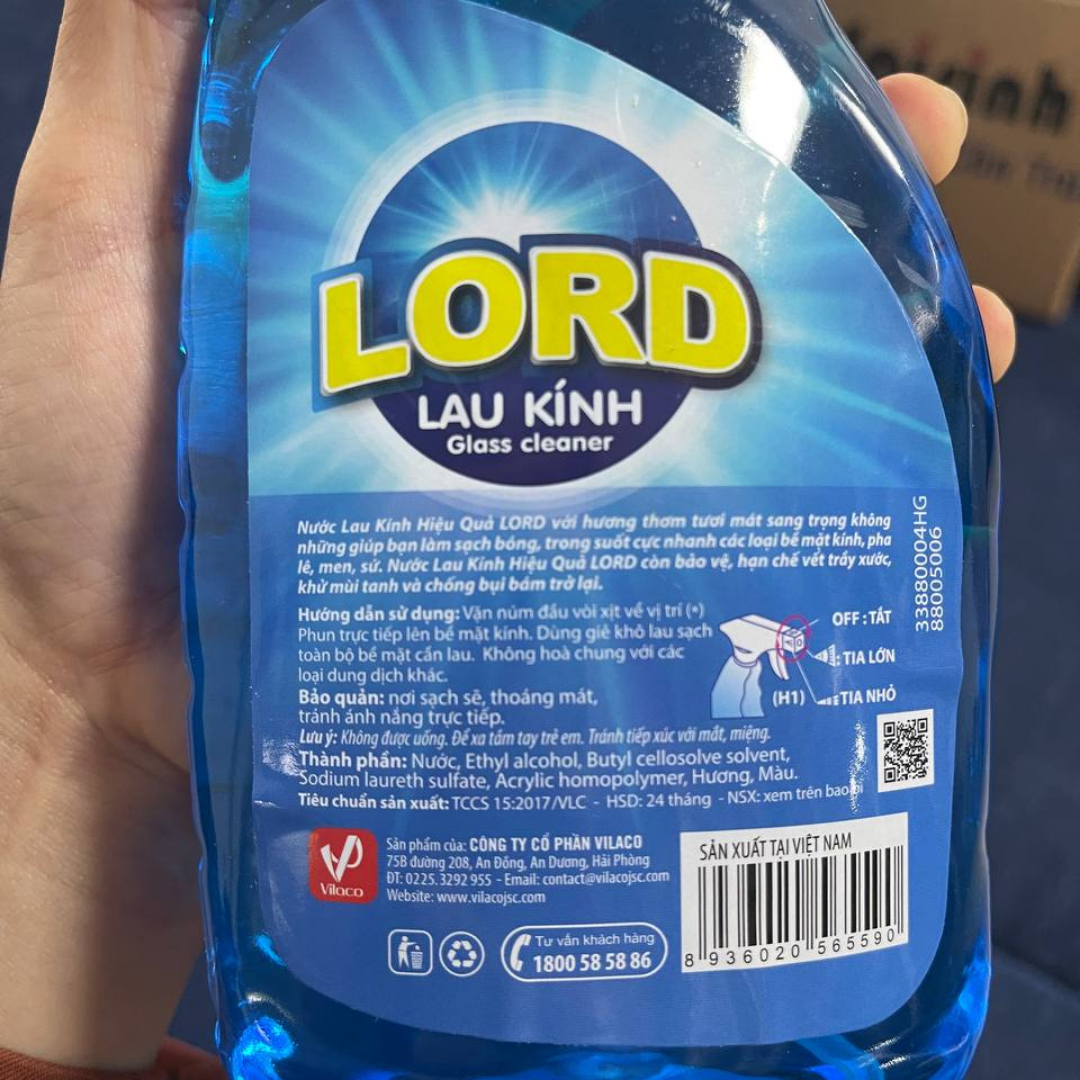 LORD
LAU KÍNH
Glass cleaner
Nước Lau Kính Hiệu Quả LORD với hương thơm tươi mát sang trọng không
những giúp bạn làm sạch bóng, trong suốt cực nhanh các loại bề mặt kính, pha
lê, men, sứ. Nước Lau Kính Hiệu Quả LORD còn bảo vệ, hạn chế vết trầy xước,
khử mùi tanh và chống bụi bám trở lại.
Hướng dẫn sử dụng: Vặn núm đầu vòi xịt về vị trí (*)
Phun trực tiếp lên bề mặt kính. Dùng giẻ khô lau sạch
toàn bộ bề mặt cần lau. Không hoà chung với các
loại dung dịch khác.
OFF : TẮT
: TIA LỚN
(H1)
: TIA NHỎ
3380004HG
88005006
Bảo quản: nơi sạch sẽ, thoáng mát,
tránh ánh nắng trực tiếp.
Lưu ý: Không được uống. Để xa tầm tay trẻ em. Tránh tiếp xúc với mắt, miệng.
Thành phần: Nước, Ethyl alcohol, Butyl cellosolve solvent,
Sodium laureth sulfate, Acrylic homopolymer, Hương, Màu.
Tiêu chuẩn sản xuất: TCCS 15:2017/VLC - HSD: 24 tháng - NSX: xem trên bao bì
Vilaco
Sản phẩm của: CÔNG TY CỔ PHẦN VILACO
75B đường 208, An Đồng, An Dương, Hải Phòng
ĐT: 0225.3292 955 - Email: contact@vilacojsc.com
Website: www.vilacojsc.com
Tư vấn khách hàng
1800 58 58 86
SẢN XUẤT TẠI VIỆT NAM
8 936020 565590